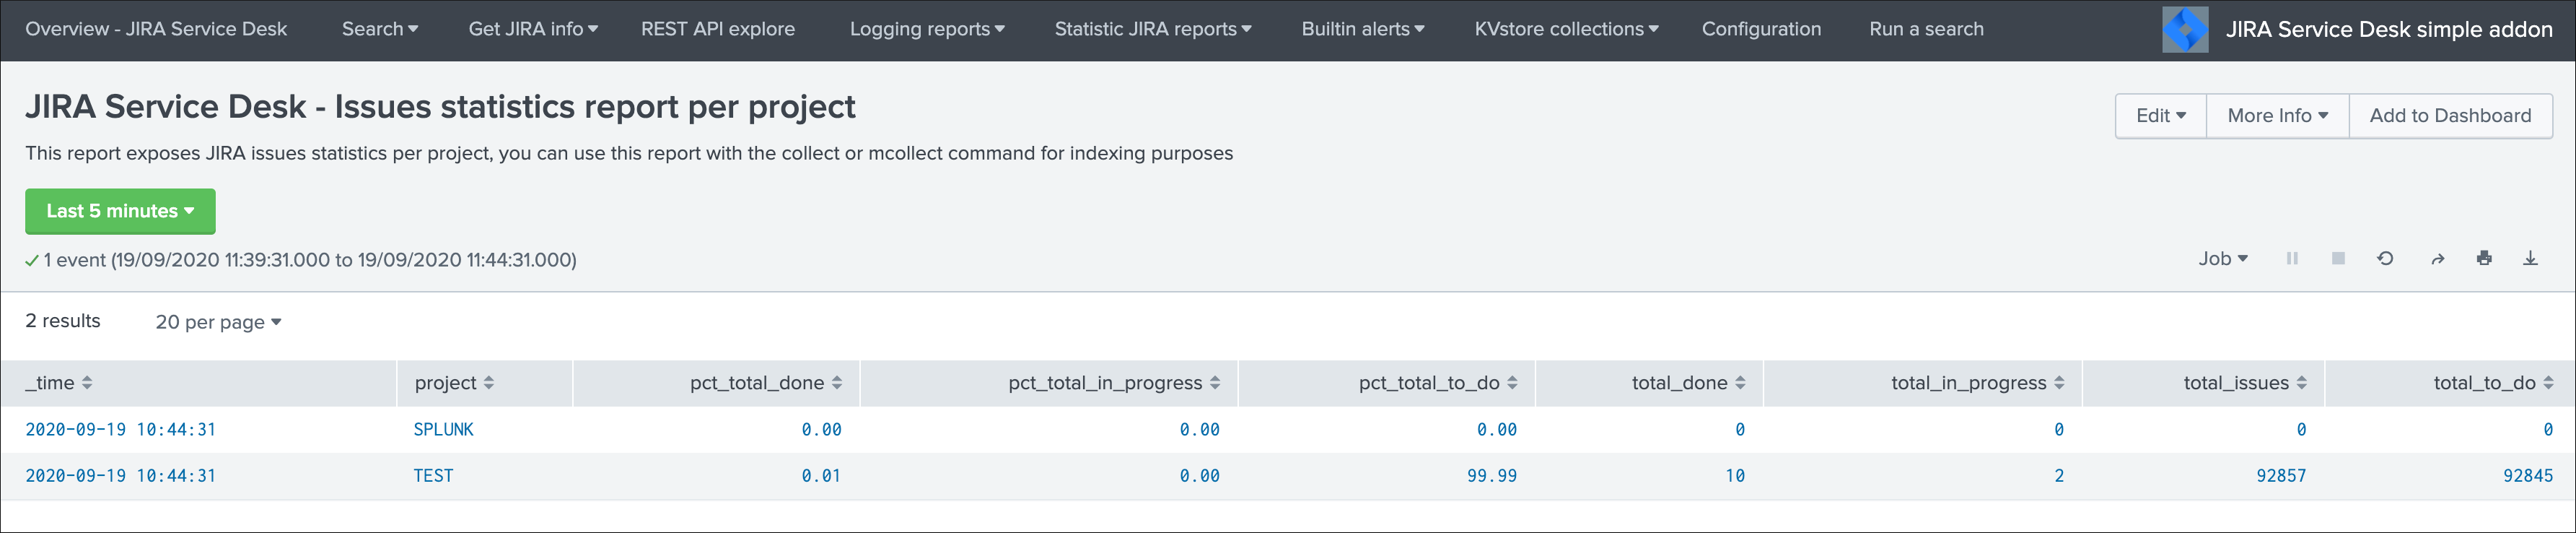 Overview - JIRA Service Desk Search Get JIRA info REST API explore Logging reports Statistic JIRA reports Builtin alerts KVstore collections Configuration Run a search JIRA Service Desk simple addon
JIRA Service Desk - Issues statistics report per project
Edit More Info Add to Dashboard
This report exposes JIRA issues statistics per project, you can use this report with the collect or mcollect command for indexing purposes
Last 5 minutes
1 event (19/09/2020 11:39:31.000 to 19/09/2020 11:44:31.000) Job
2 results 20 per page
_time project pct_total_done pct_total_in_progress pct_total_to_do total_done total_in_progress total_issues total_to_do
2020-09-19 10:44:31 SPLUNK 0.00 0.00 0.00 0 0 0 0
2020-09-19 10:44:31 TEST 0.01 0.00 99.99 10 2 92857 92845